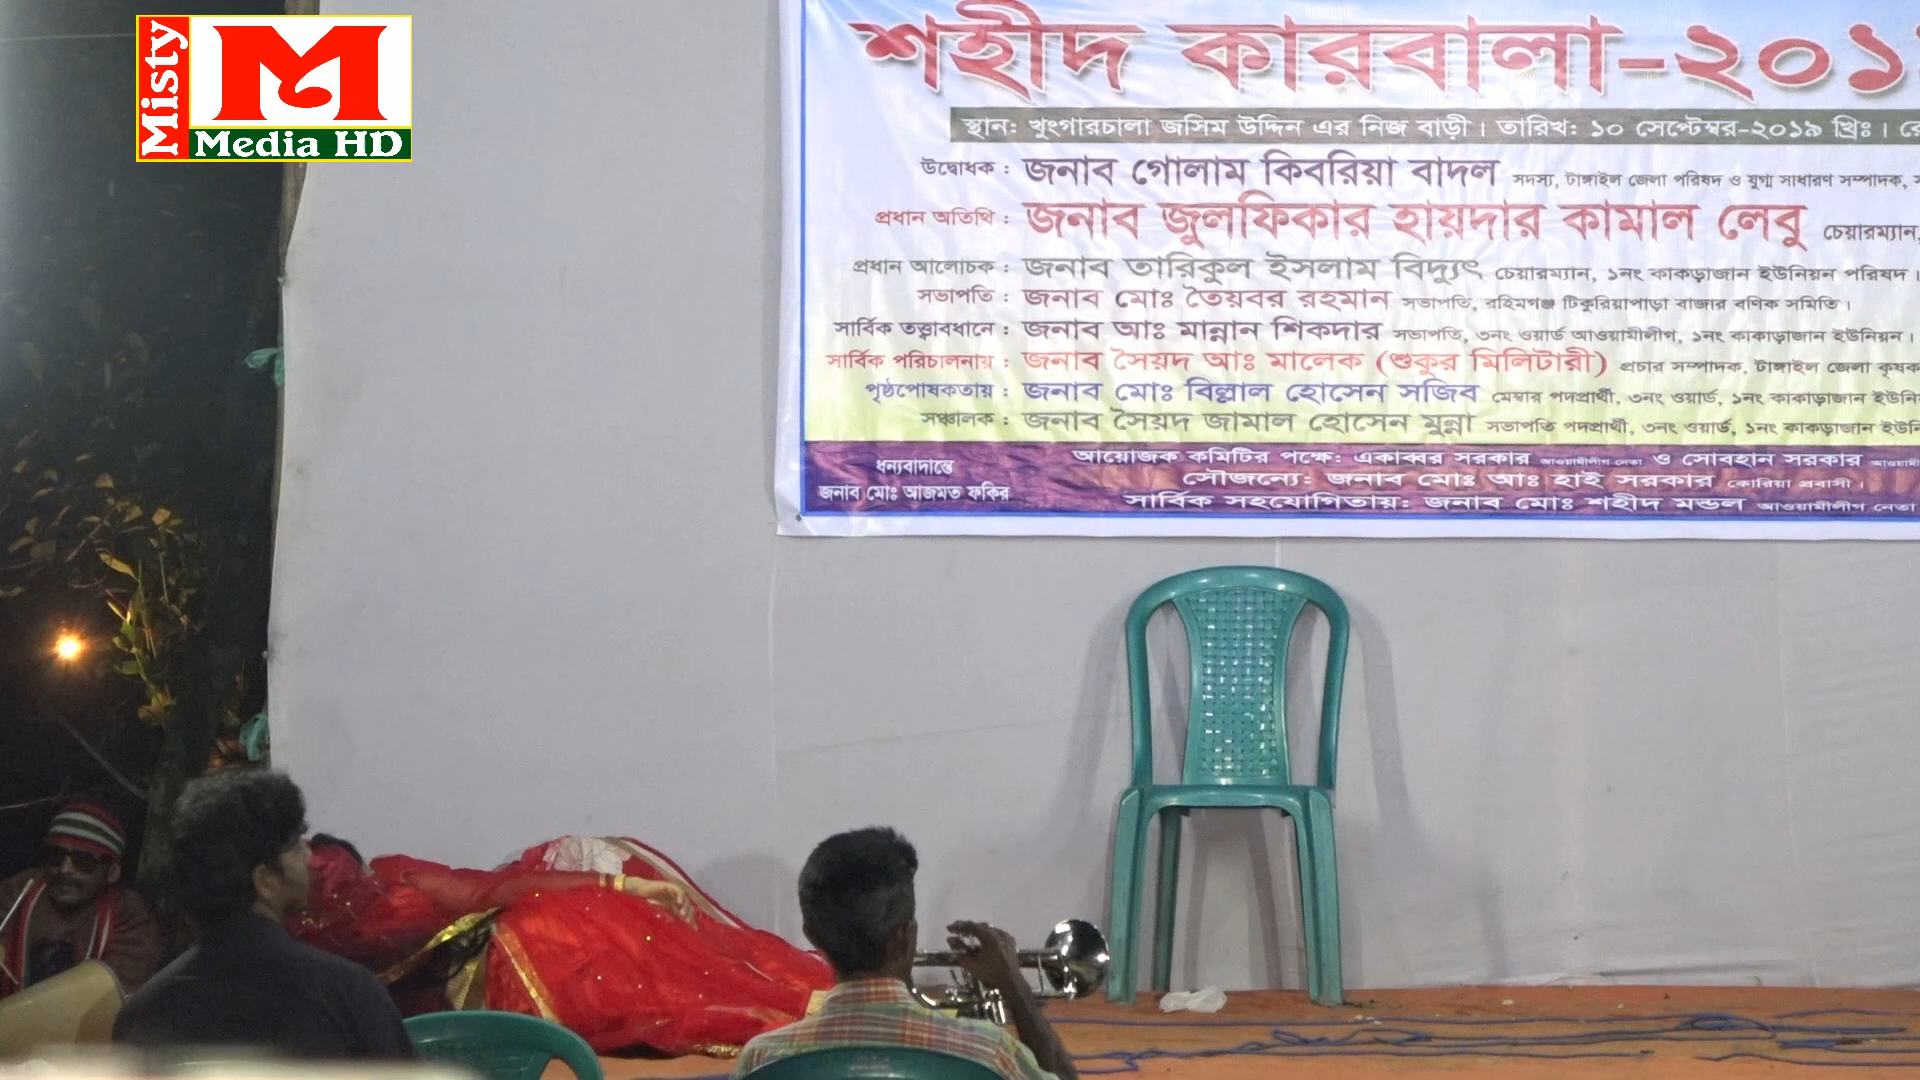 Misty
M
Media HD
শহীদ কারবালা-২০১
স্থান: খুংগারচালা জসিম উদ্দিন এর নিজ বাড়ী। তারিখ: ১০ সেপ্টেম্বর-২০১৯ খ্রিঃ।
উদ্বোধক : জনাব গোলাম কিবরিয়া বাদল সদস্য, টাঙ্গাইল জেলা পরিষদ ও যুগ্ম সাধারণ সম্পাদক,
প্রধান অতিথি : জনাব জুলফিকার হায়দার কামাল লেবু চেয়ারম্যান,
প্রধান আলোচক : জনাব তারিকুল ইসলাম বিদ্যুৎ চেয়ারম্যান, ১নং কাকড়াজান ইউনিয়ন পরিষদ।
সভাপতি : জনাব মোঃ তৈয়বর রহমান সভাপতি, রহিমগঞ্জ টিকুরিয়াপাড়া বাজার বণিক সমিতি।
সার্বিক তত্ত্বাবধানে : জনাব আঃ মান্নান শিকদার সভাপতি, ৩নং ওয়ার্ড আওয়ামীলীগ, ১নং কাকাড়াজান ইউনিয়ন।
সার্বিক পরিচালনায় : জনাব সৈয়দ আঃ মালেক (শুকুর মিলিটারী) প্রচার সম্পাদক, টাঙ্গাইল জেলা কৃষক
পৃষ্ঠপোষকতায় : জনাব মোঃ বিল্লাল হোসেন সজিব মেম্বার পদপ্রার্থী, ৩নং ওয়ার্ড, ১নং কাকাড়াজান ইউনি
সঞ্চালক : জনাব সৈয়দ জামাল হোসেন মুন্না সভাপতি পদপ্রার্থী, ৩নং ওয়ার্ড, ১নং কাকড়াজান ইউনি
ধন্যবাদান্তে
জনাব মোঃ আজমত ফকির
আয়োজক কমিটির পক্ষে: একাব্বর সরকার আওয়ামীলীগ নেতা ও সোবহান সরকার
সৌজন্যে: জনাব মোঃ আঃ হাই সরকার কোরিয়া প্রবাসী।
সার্বিক সহযোগিতায়: জনাব মোঃ শহীদ মন্ডল আওয়ামীলীগ নেতা